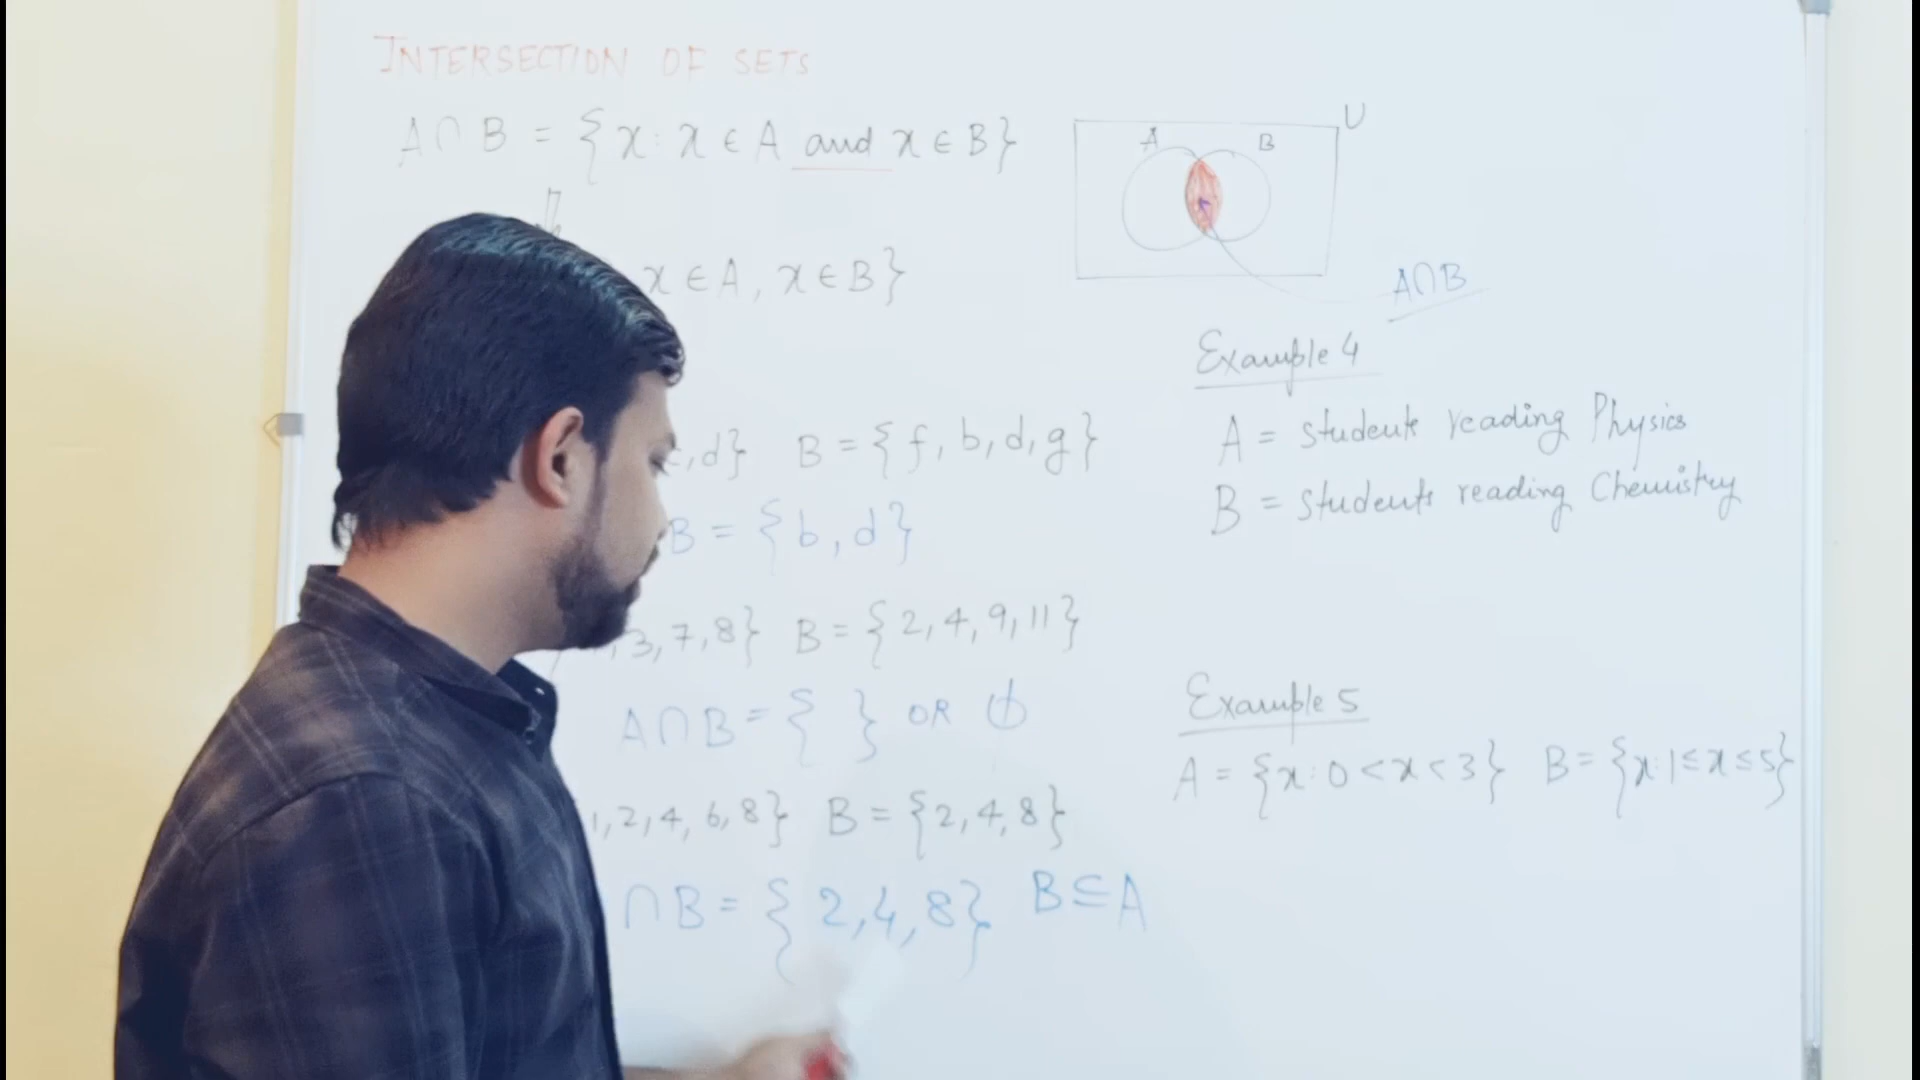 INTERSECTION OF SETS
A∩B = {x : x ∈ A and x ∈ B}
x ∈ A, x ∈ B}
,d} B = {f, b, d, g}
B = {b, d}
3, 7, 8} B = {2, 4, 9, 11}
A∩B = { } OR ϕ
1, 2, 4, 6, 8} B = {2, 4, 8}
∩B = {2, 4, 8} B ⊆ A
U
A B
A∩B
Example 4
A = students reading Physics
B = students reading Chemistry
Example 5
A = {x : 0 < x < 3} B = {x : 1 ≤ x ≤ 5}